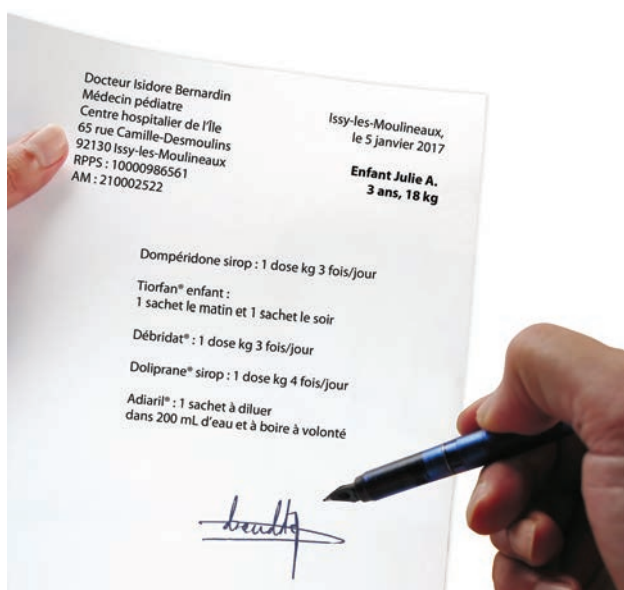 Docteur Isidore Bernardin
Médecin pédiatre
Centre hospitalier de l'Île
65 rue Camille-Desmoulins
92130 Issy-les-Moulineaux
RPPS : 10000986561
AM : 210002522
Issy-les-Moulineaux,
le 5 janvier 2017
Enfant Julie A.
3 ans, 18 kg
Dompéridone sirop : 1 dose kg 3 fois/jour
Tiorfan® enfant :
1 sachet le matin et 1 sachet le soir
Débridat® : 1 dose kg 3 fois/jour
Doliprane® sirop : 1 dose kg 4 fois/jour
Adiaril® : 1 sachet à diluer
dans 200 mL d'eau et à boire à volonté